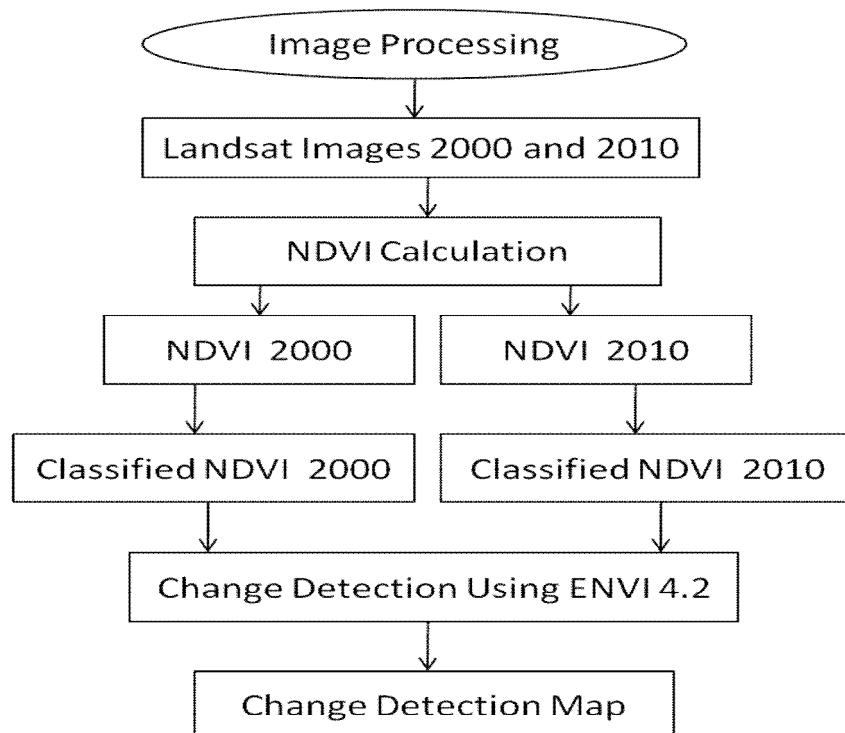 Image Processing
Landsat Images 2000 and 2010
NDVI Calculation
NDVI 2000
NDVI 2010
Classified NDVI 2000
Classified NDVI 2010
Change Detection Using ENVI 4.2
Change Detection Map